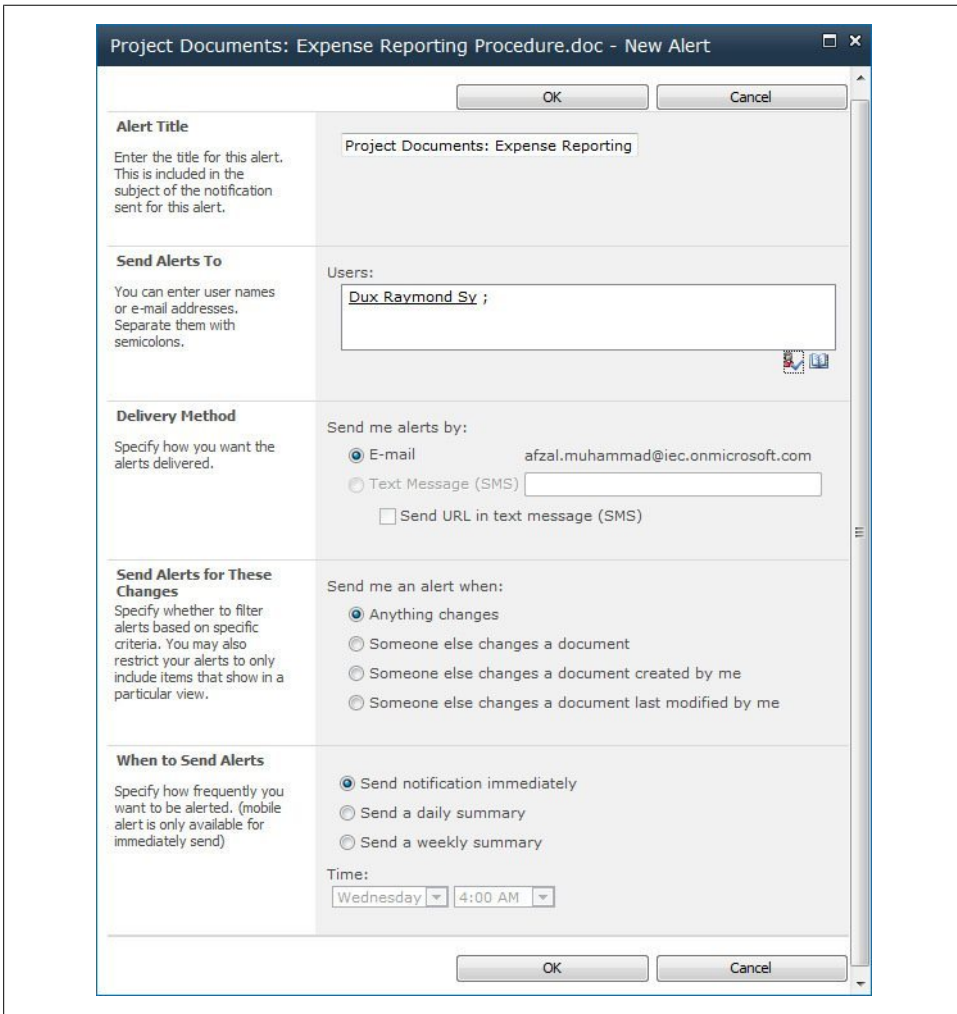 Project Documents: Expense Reporting Procedure.doc - New Alert
OK Cancel
Alert Title
Enter the title for this alert.
This is included in the
subject of the notification
sent for this alert.
Project Documents: Expense Reporting
Send Alerts To
You can enter user names
or e-mail addresses.
Separate them with
semicolons.
Users:
Dux Raymond Sy ;
Delivery Method
Specify how you want the
alerts delivered.
Send me alerts by:
E-mail afzal.muhammad@iec.onmicrosoft.com
Text Message (SMS)
Send URL in text message (SMS)
Send Alerts for These
Changes
Specify whether to filter
alerts based on specific
criteria. You may also
restrict your alerts to only
include items that show in a
particular view.
Send me an alert when:
Anything changes
Someone else changes a document
Someone else changes a document created by me
Someone else changes a document last modified by me
When to Send Alerts
Specify how frequently you
want to be alerted. (mobile
alert is only available for
immediately send)
Send notification immediately
Send a daily summary
Send a weekly summary
Time:
Wednesday 4:00 AM
OK Cancel